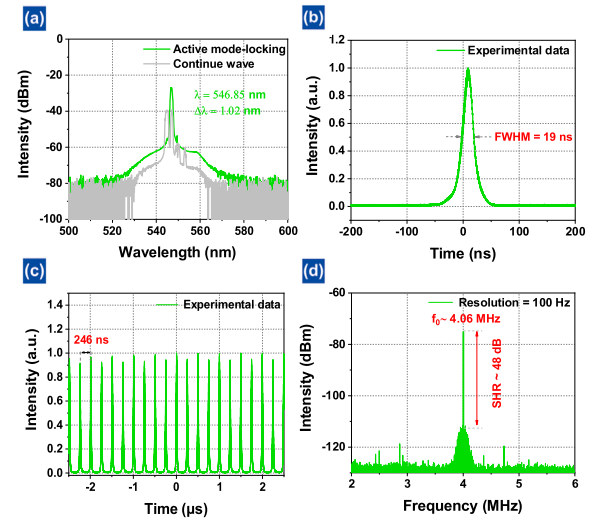 (a)
Intensity (dBm)
0
-20
-40
-60
-80
-100
Active mode-locking
Continue wave
λ = 546.85 nm
Δλ = 1.02 nm
500
520
540
560
580
600
Wavelength (nm)
(b)
Intensity (a.u.)
1.2
1.0
0.8
0.6
0.4
0.2
0.0
Experimental data
FWHM = 19 ns
-200
-100
0
100
200
Time (ns)
(c)
Intensity (a.u.)
1.4
1.2
1.0
0.8
0.6
0.4
0.2
0.0
Experimental data
246 ns
-2
-1
0
1
2
Time (µs)
(d)
Intensity (dBm)
-60
-80
-100
-120
Resolution = 100 Hz
f₀~ 4.06 MHz
SHR ~ 48 dB
2
3
4
5
6
Frequency (MHz)